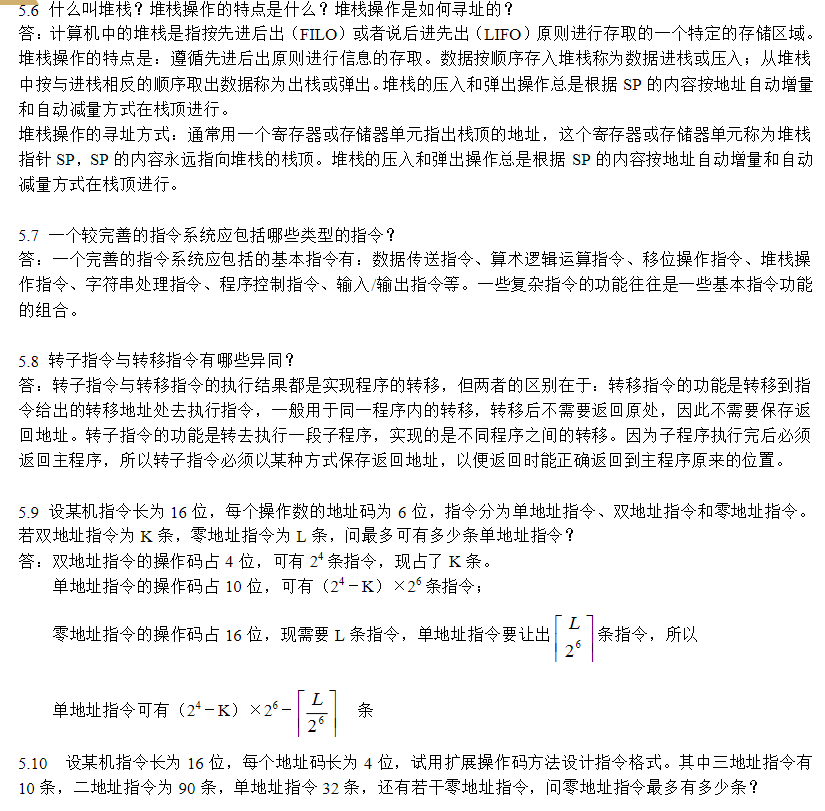 5.6 什么叫堆栈？堆栈操作的特点是什么？堆栈操作是如何寻址的？
答：计算机中的堆栈是指按先进后出（FILO）或者说后进先出（LIFO）原则进行存取的一个特定的存储区域。
堆栈操作的特点是：遵循先进后出原则进行信息的存取。数据按顺序存入堆栈称为数据进栈或压入；从堆栈
中按与进栈相反的顺序取出数据称为出栈或弹出。堆栈的压入和弹出操作总是根据 SP 的内容按地址自动增量
和自动减量方式在栈顶进行。
堆栈操作的寻址方式：通常用一个寄存器或存储器单元指出栈顶的地址，这个寄存器或存储器单元称为堆栈
指针 SP，SP 的内容永远指向堆栈的栈顶。堆栈的压入和弹出操作总是根据 SP 的内容按地址自动增量和自动
减量方式在栈顶进行。
5.7 一个较完善的指令系统应包括哪些类型的指令？
答：一个完善的指令系统应包括的基本指令有：数据传送指令、算术逻辑运算指令、移位操作指令、堆栈操
作指令、字符串处理指令、程序控制指令、输入/输出指令等。一些复杂指令的功能往往是一些基本指令功能
的组合。
5.8 转子指令与转移指令有哪些异同？
答：转子指令与转移指令的执行结果都是实现程序的转移，但两者的区别在于：转移指令的功能是转移到指
令给出的转移地址处去执行指令，一般用于同一程序内的转移，转移后不需要返回原处，因此不需要保存返
回地址。转子指令的功能是转去执行一段子程序，实现的是不同程序之间的转移。因为子程序执行完后必须
返回主程序，所以转子指令必须以某种方式保存返回地址，以便返回时能正确返回到主程序原来的位置。
5.9 设某机指令长为 16 位，每个操作数的地址码为 6 位，指令分为单地址指令、双地址指令和零地址指令。
若双地址指令为 K 条，零地址指令为 L 条，问最多可有多少条单地址指令？
答：双地址指令的操作码占 4 位，可有 2⁴ 条指令，现占了 K 条。
单地址指令的操作码占 10 位，可有（2⁴－K）×2⁶ 条指令；
零地址指令的操作码占 16 位，现需要 L 条指令，单地址指令要让出⌈L/2⁶⌉条指令，所以
单地址指令可有（2⁴－K）×2⁶－⌈L/2⁶⌉ 条
5.10 设某机指令长为 16 位，每个地址码长为 4 位，试用扩展操作码方法设计指令格式。其中三地址指令有
10 条，二地址指令为 90 条，单地址指令 32 条，还有若干零地址指令，问零地址指令最多有多少条？